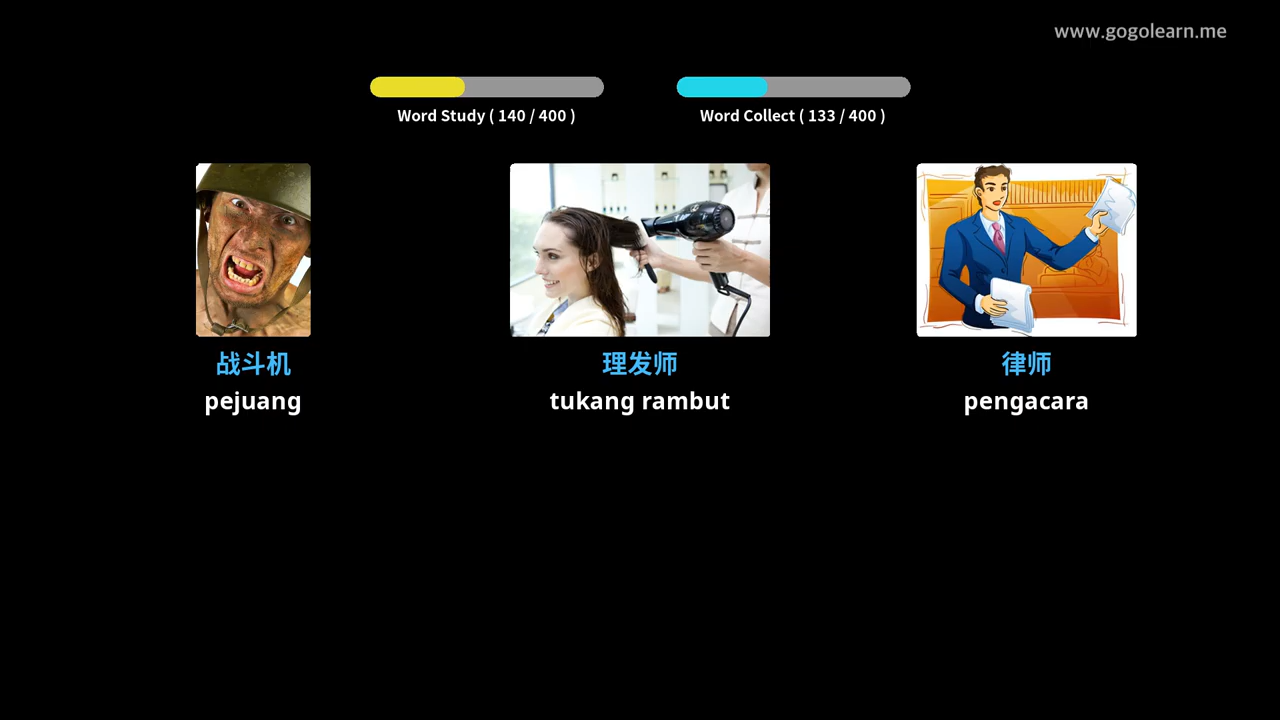 www.gogolearn.me
Word Study ( 140 / 400 )
Word Collect ( 133 / 400 )
战斗机
理发师
律师
pejuang
tukang rambut
pengacara